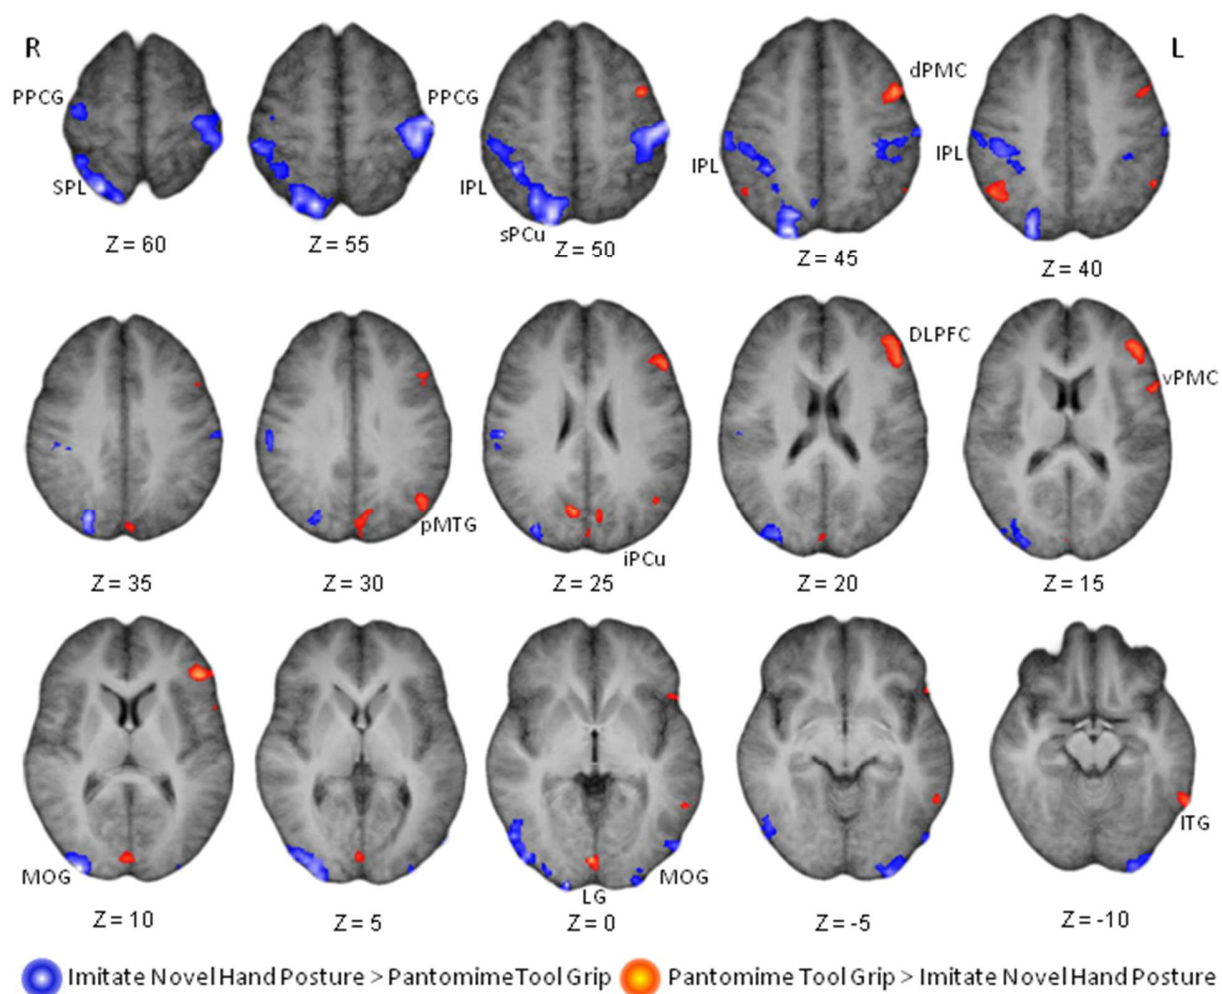 R
L
PPCG
PPCG
dPMC
SPL
IPL
IPL
IPL
sPCu
Z = 60
Z = 55
Z = 50
Z = 45
Z = 40
DLPFC
vPMC
pMTG
iPCu
Z = 35
Z = 30
Z = 25
Z = 20
Z = 15
ITG
MOG
LG
MOG
Z = 10
Z = 5
Z = 0
Z = -5
Z = -10
Imitate Novel Hand Posture > Pantomime Tool Grip
Pantomime Tool Grip > Imitate Novel Hand Posture